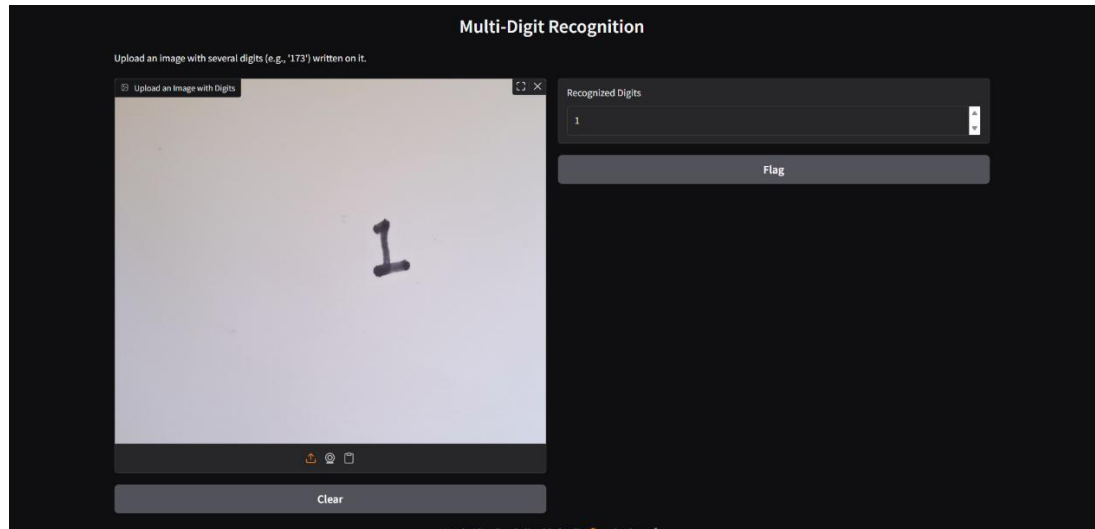 Multi-Digit Recognition
Upload an image with several digits (e.g., '173') written on it.
Upload an Image with Digits
1
Clear
Recognized Digits
1
Flag